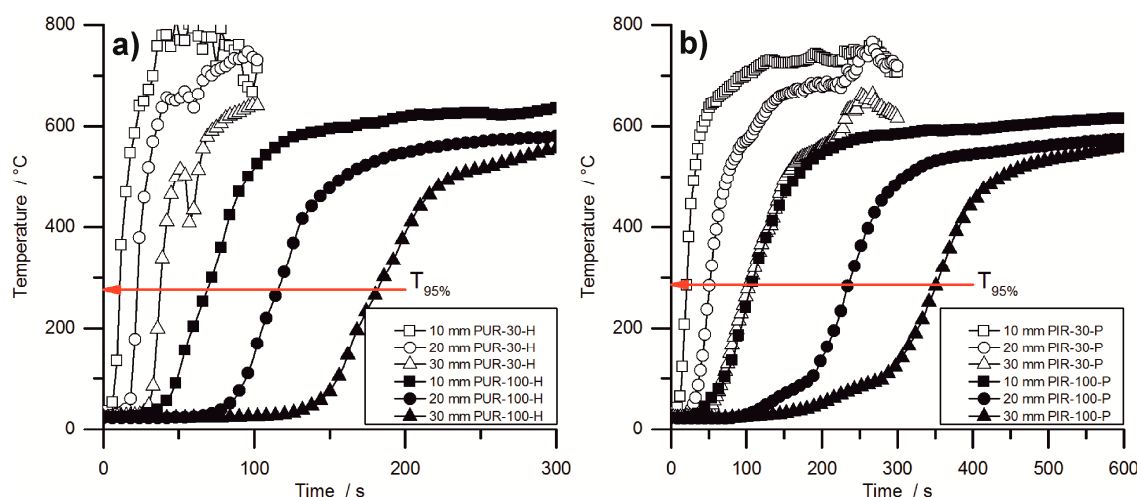 a)
800
600
400
200
0
Temperature / °C
T95%
10 mm PUR-30-H
20 mm PUR-30-H
30 mm PUR-30-H
10 mm PUR-100-H
20 mm PUR-100-H
30 mm PUR-100-H
0 100 200 300
Time / s
b)
800
600
400
200
0
Temperature / °C
T95%
10 mm PIR-30-P
20 mm PIR-30-P
30 mm PIR-30-P
10 mm PIR-100-P
20 mm PIR-100-P
30 mm PIR-100-P
0 100 200 300 400 500 600
Time / s